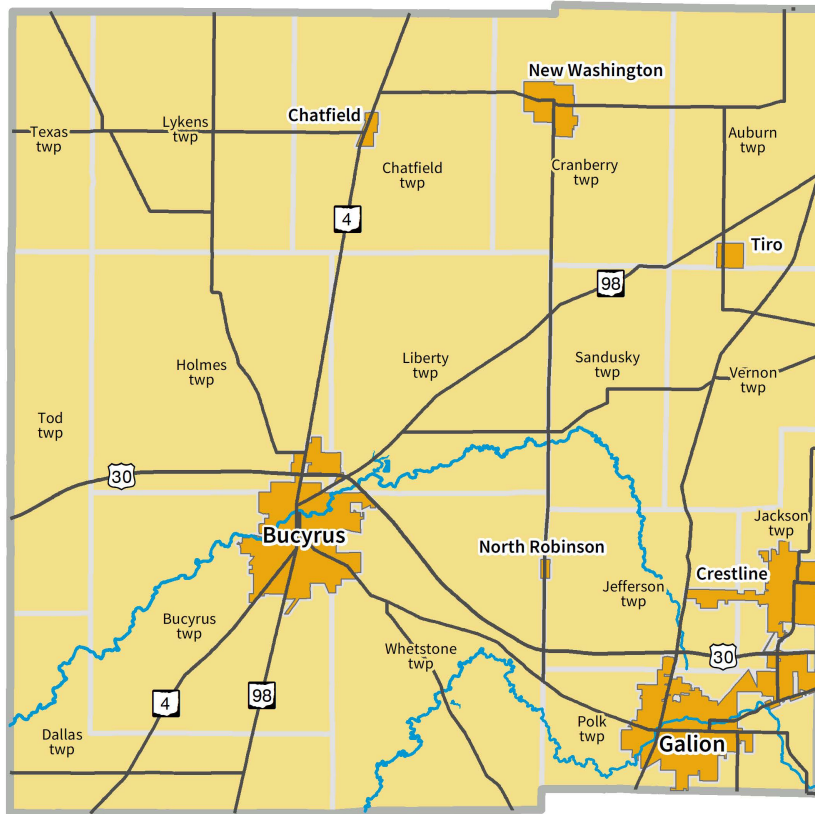 New Washington
Chatfield
Texas
twp
Lykens
twp
Auburn
twp
Chatfield
twp
Cranberry
twp
4
Tiro
98
Holmes
twp
Liberty
twp
Sandusky
twp
Vernon
twp
Tod
twp
30
Jackson
twp
Bucyrus
North Robinson
Crestline
Jefferson
twp
Bucyrus
twp
Whetstone
twp
30
4
98
Dallas
twp
Polk
twp
Galion